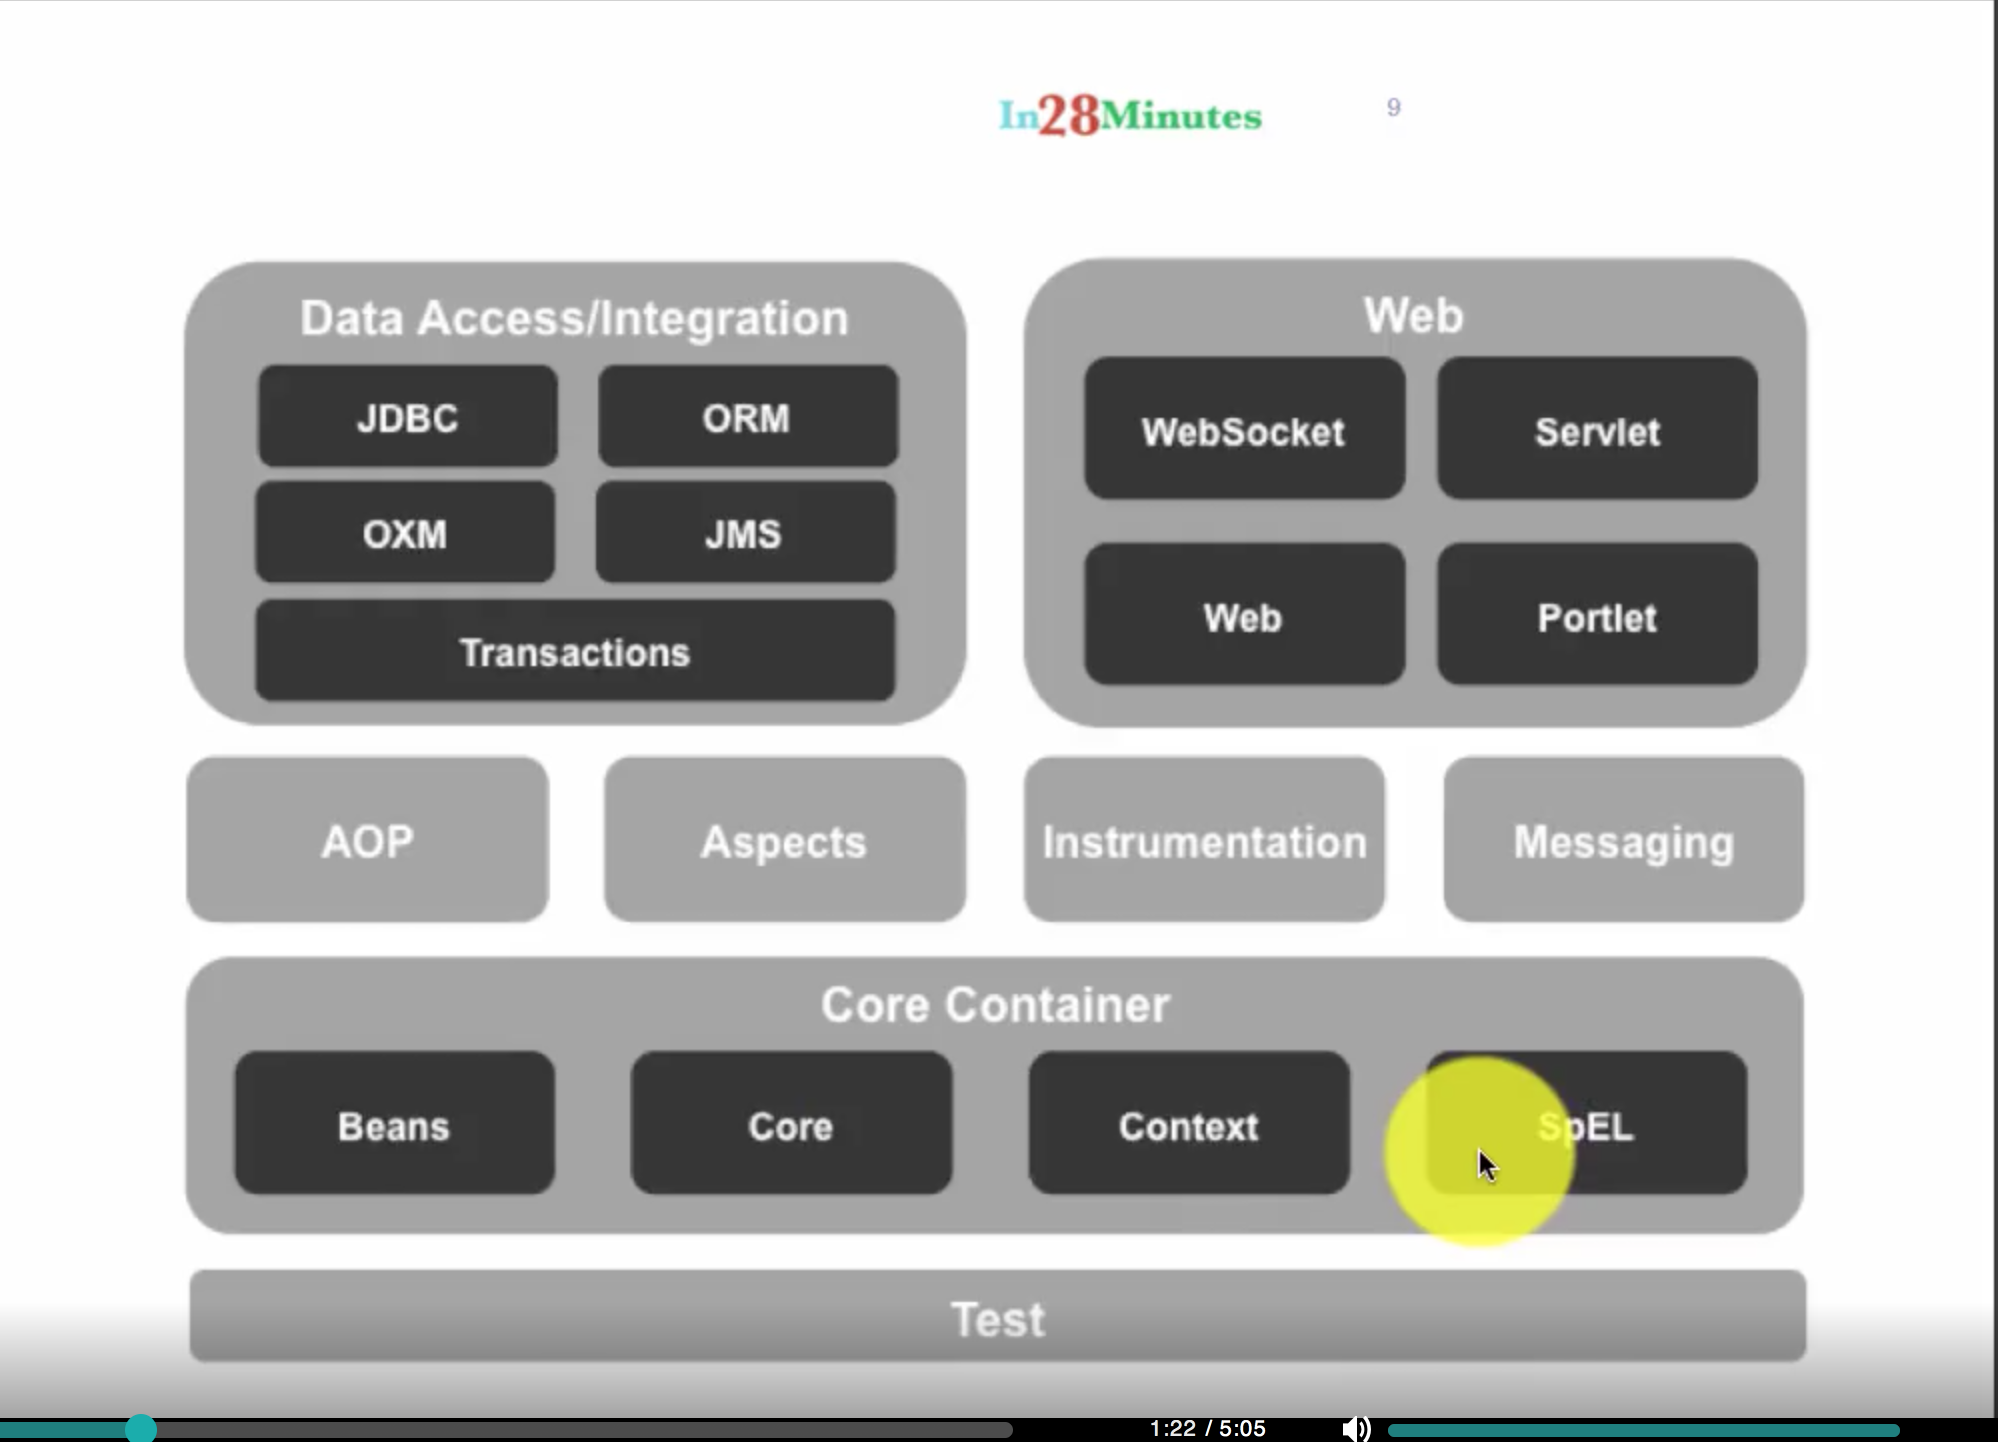 In28Minutes
9
Data Access/Integration
JDBC
ORM
OXM
JMS
Transactions
Web
WebSocket
Servlet
Web
Portlet
AOP
Aspects
Instrumentation
Messaging
Core Container
Beans
Core
Context
SpEL
Test
1:22 / 5:05